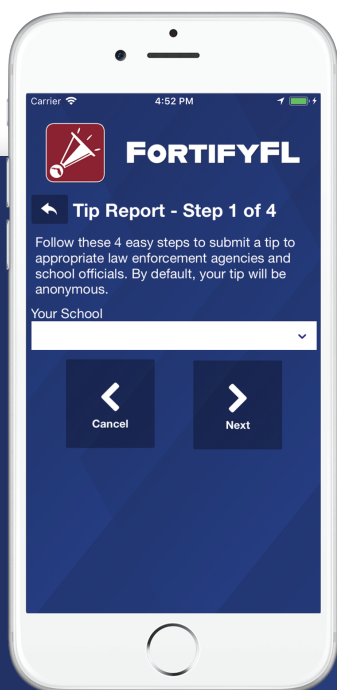 Carrier 4:52 PM
FORTIFYFL
Tip Report - Step 1 of 4
Follow these 4 easy steps to submit a tip to
appropriate law enforcement agencies and
school officials. By default, your tip will be
anonymous.
Your School
Cancel Next